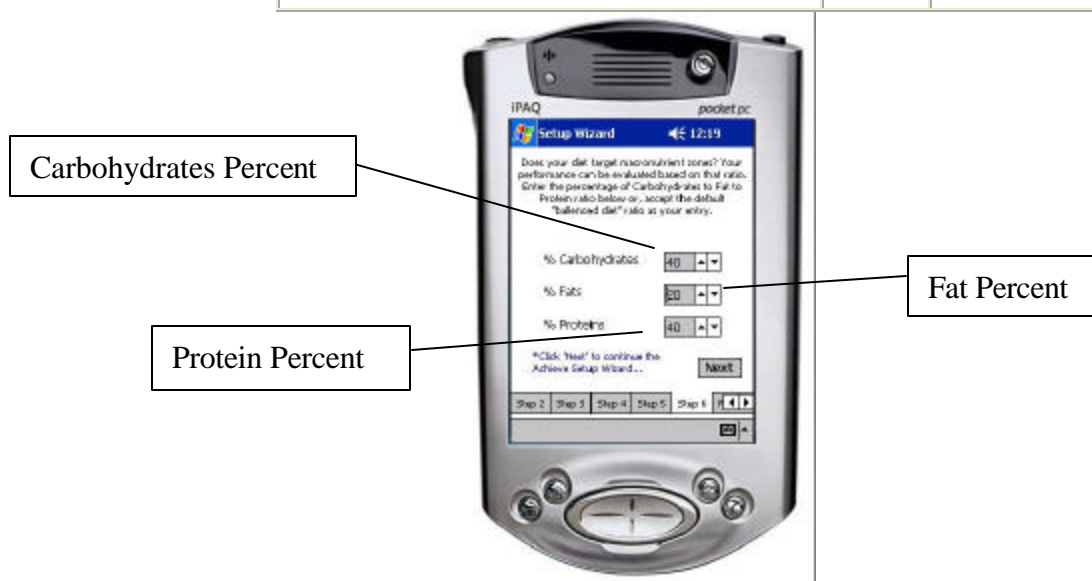 iPAQ
pocket pc
Setup Wizard
12:19
Does your diet target macronutrient zones? Your
performance can be evaluated based on that ratio.
Enter the percentage of Carbohydrates to Fat to
Protein ratio below or, accept the default
"ballenced diet" ratio as your entry.
Carbohydrates Percent
% Carbohydrates
40
% Fats
20
Fat Percent
% Proteins
40
Protein Percent
*Click 'Next' to continue the
Achieve Setup Wizard...
Next
Step 2
Step 3
Step 4
Step 5
Step 6